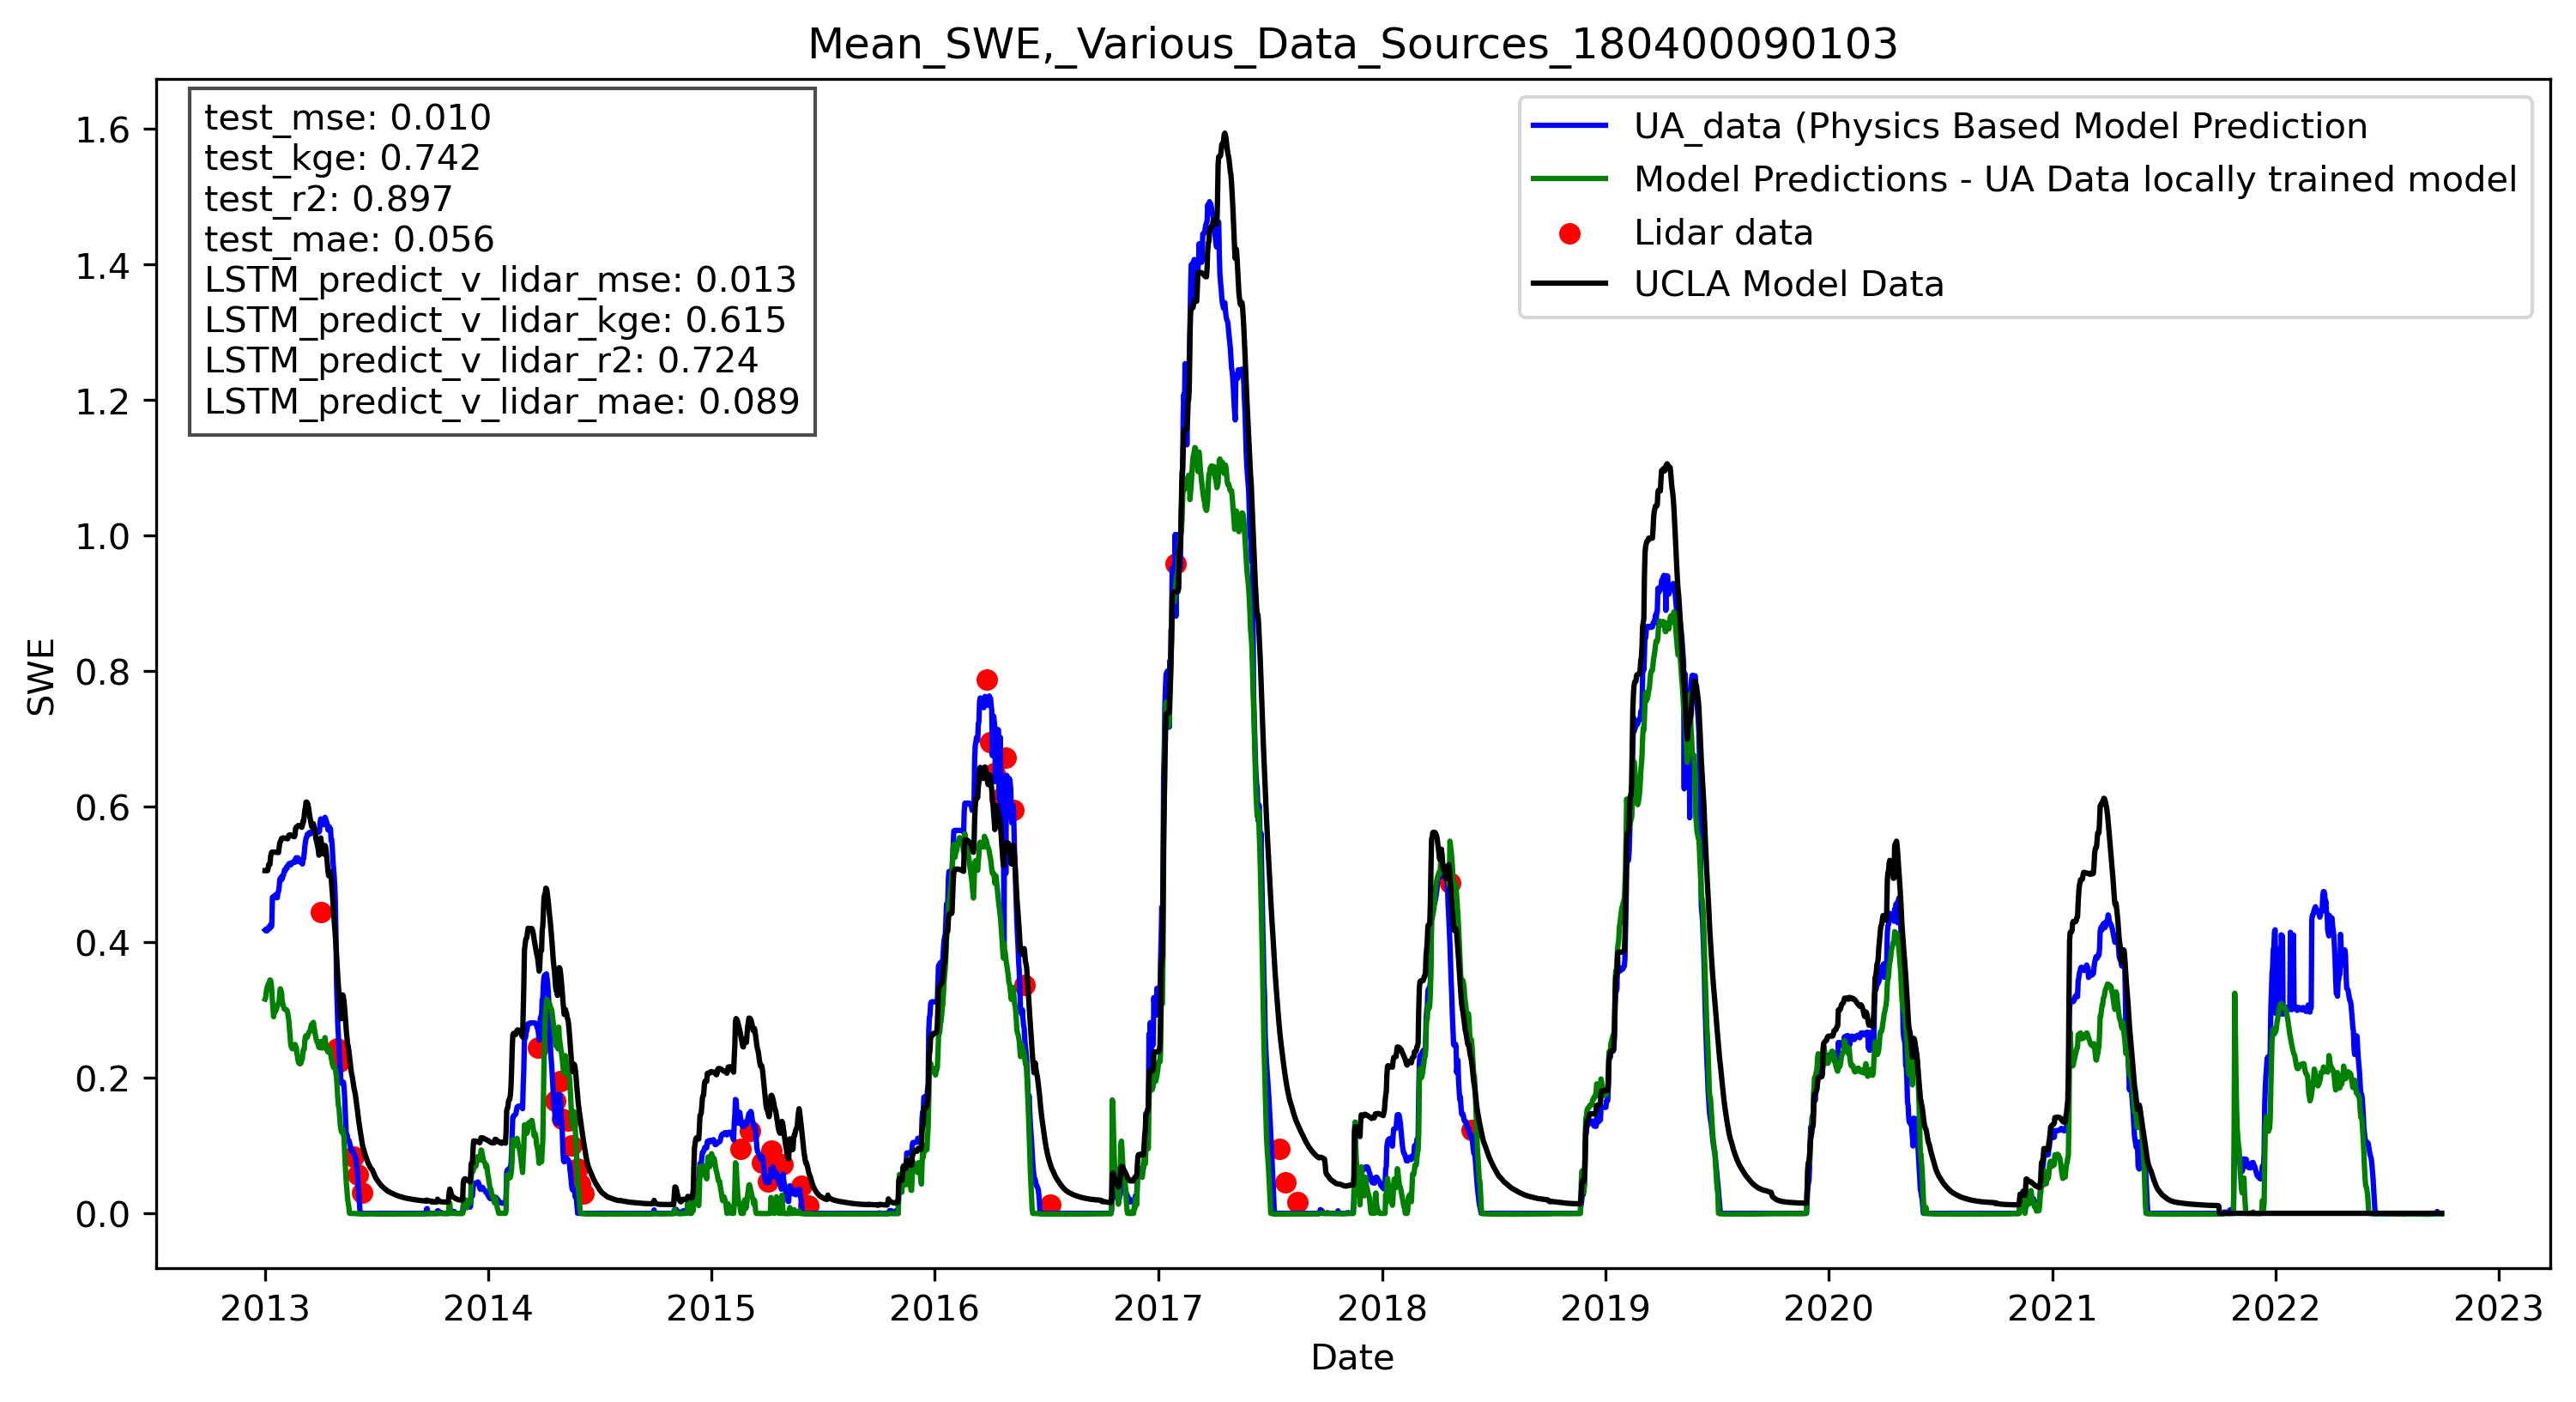 Mean_SWE,_Various_Data_Sources_180400090103
test_mse: 0.010
test_kge: 0.742
test_r2: 0.897
test_mae: 0.056
LSTM_predict_v_lidar_mse: 0.013
LSTM_predict_v_lidar_kge: 0.615
LSTM_predict_v_lidar_r2: 0.724
LSTM_predict_v_lidar_mae: 0.089
UA_data (Physics Based Model Prediction
Model Predictions - UA Data locally trained model
Lidar data
UCLA Model Data
SWE
1.6
1.4
1.2
1.0
0.8
0.6
0.4
0.2
0.0
2013 2014 2015 2016 2017 2018 2019 2020 2021 2022 2023
Date